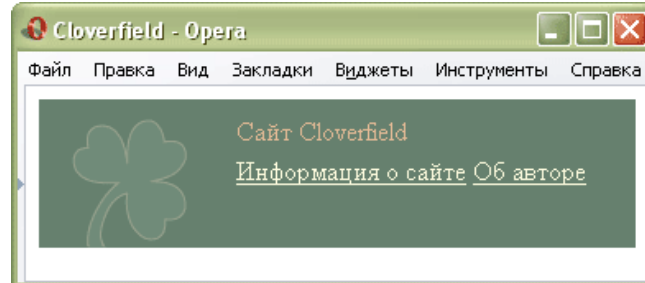 Cloverfield - Opera
Файл Правка Вид Закладки Виджеты Инструменты Справка
Сайт Cloverfield
Информация о сайте Об авторе